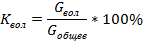 K_вол = G_вол / G_общее * 100%